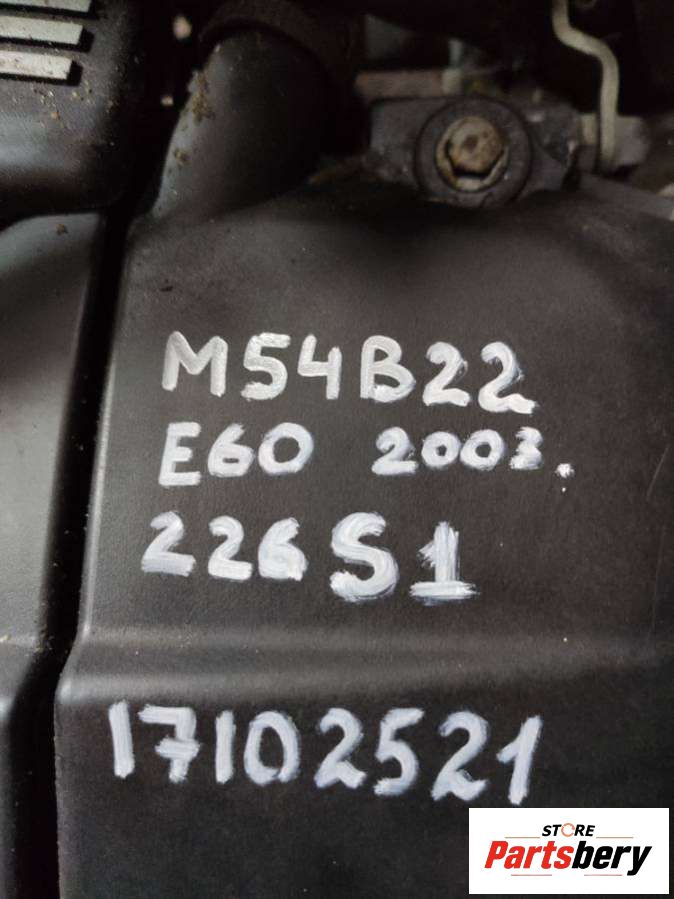 M54B22
E60 2003.
226S1
17102521
STORE
Partsbery